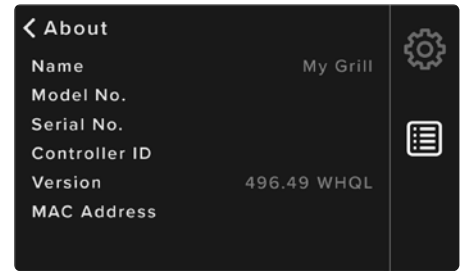 About
Name My Grill
Model No.
Serial No.
Controller ID
Version 496.49 WHQL
MAC Address